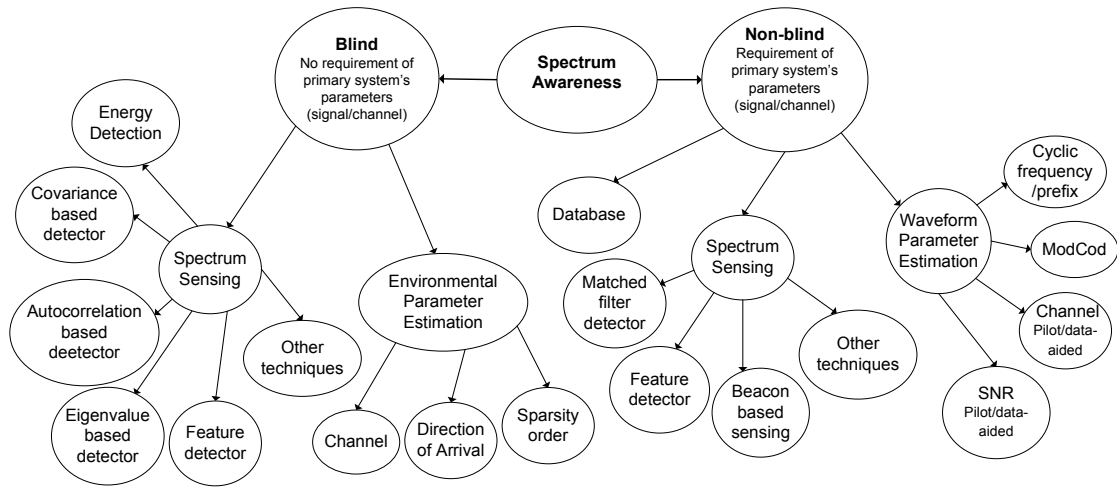 Blind
No requirement of
primary system's
parameters
(signal/channel)
Spectrum
Awareness
Non-blind
Requirement of
primary system's
parameters
(signal/channel)
Energy
Detection
Covariance
based
detector
Spectrum
Sensing
Autocorrelation
based
deetector
Eigenvalue
based
detector
Feature
detector
Other
techniques
Environmental
Parameter
Estimation
Channel
Direction
of Arrival
Sparsity
order
Database
Spectrum
Sensing
Matched
filter
detector
Feature
detector
Beacon
based
sensing
Other
techniques
Waveform
Parameter
Estimation
Cyclic
frequency
/prefix
ModCod
Channel
Pilot/data-
aided
SNR
Pilot/data-
aided